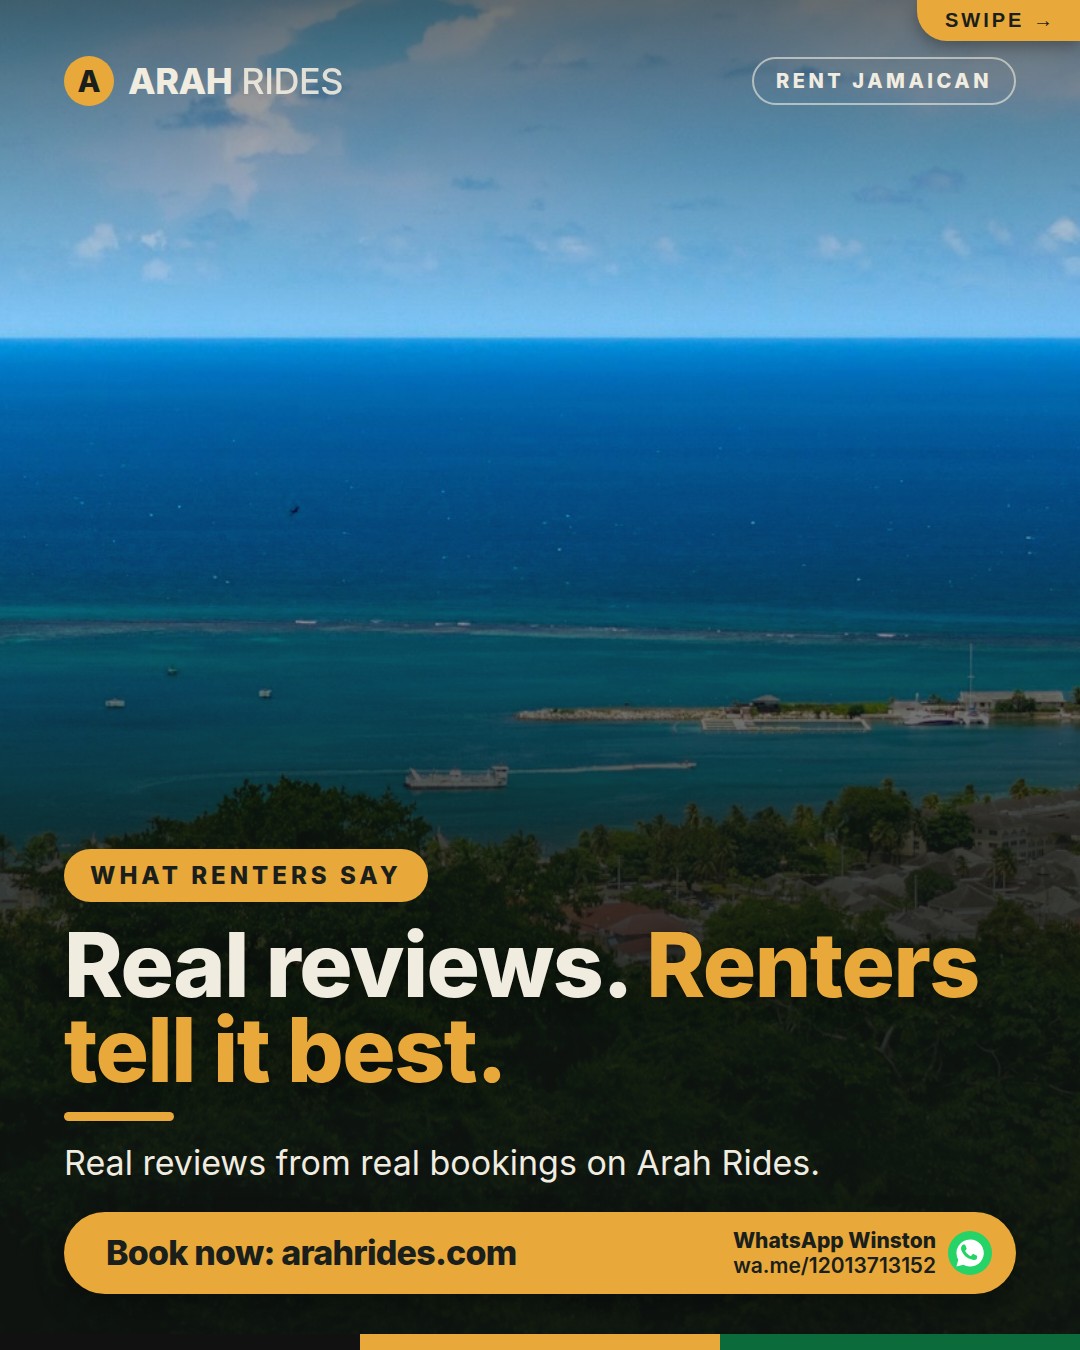 SWIPE →
A ARAH RIDES
RENT JAMAICAN
WHAT RENTERS SAY
Real reviews. Renters
tell it best.
Real reviews from real bookings on Arah Rides.
Book now: arahrides.com
WhatsApp Winston
wa.me/12013713152